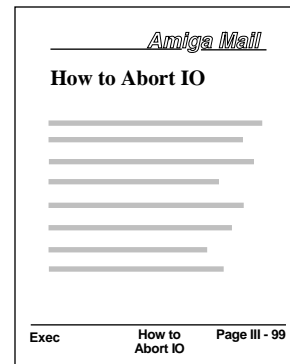 Amiga Mail
How to Abort IO
Exec How to Abort IO Page III - 99